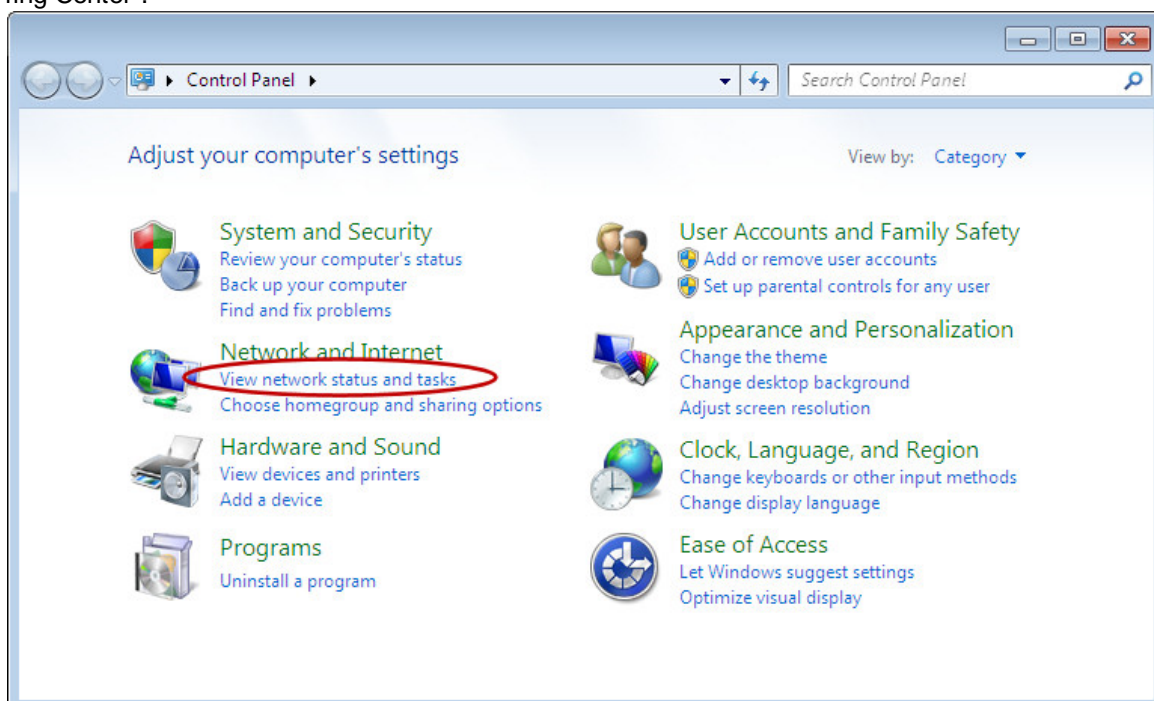 Control Panel
Search Control Panel
Adjust your computer's settings
View by: Category
System and Security
Review your computer's status
Back up your computer
Find and fix problems
Network and Internet
View network status and tasks
Choose homegroup and sharing options
Hardware and Sound
View devices and printers
Add a device
Programs
Uninstall a program
User Accounts and Family Safety
Add or remove user accounts
Set up parental controls for any user
Appearance and Personalization
Change the theme
Change desktop background
Adjust screen resolution
Clock, Language, and Region
Change keyboards or other input methods
Change display language
Ease of Access
Let Windows suggest settings
Optimize visual display